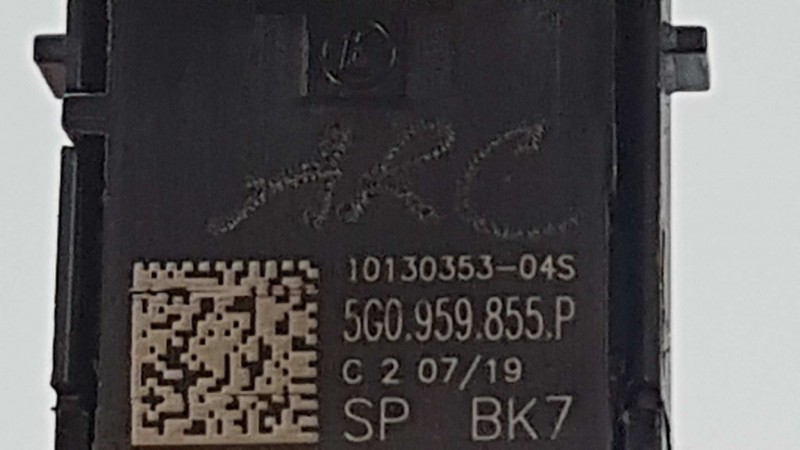 ARC
10130353-04S
5G0.959.855.P
C 2 07/19
SP BK7